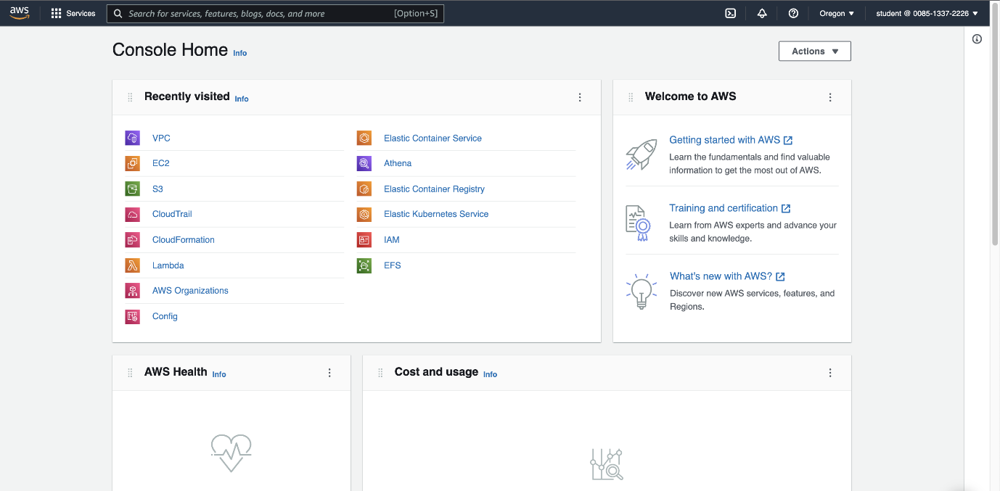 aws
Services
Search for services, features, blogs, docs, and more
[Option+S]
Oregon ▼
student @ 0085-1337-2226 ▼
Console Home Info
Actions ▼
Recently visited Info
VPC
EC2
S3
CloudTrail
CloudFormation
Lambda
AWS Organizations
Config
Elastic Container Service
Athena
Elastic Container Registry
Elastic Kubernetes Service
IAM
EFS
Welcome to AWS
Getting started with AWS
Learn the fundamentals and find valuable
information to get the most out of AWS.
Training and certification
Learn from AWS experts and advance your
skills and knowledge.
What's new with AWS?
Discover new AWS services, features, and
Regions.
AWS Health Info
Cost and usage Info